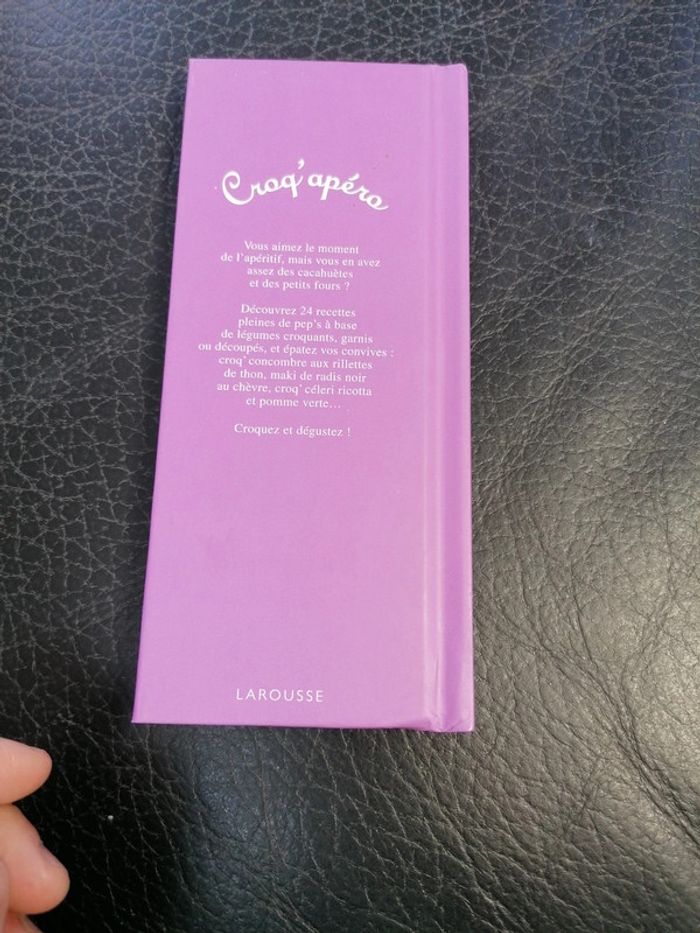 Croq'apéro
Vous aimez le moment
de l'apéritif, mais vous en avez
assez des cacahuètes
et des petits fours ?
Découvrez 24 recettes
pleines de pep's à base
de légumes croquants, garnis
ou découpés, et épatez vos convives :
croq' concombre aux rillettes
de thon, maki de radis noir
au chèvre, croq' céleri ricotta
et pomme verte...
Croquez et dégustez !
LAROUSSE